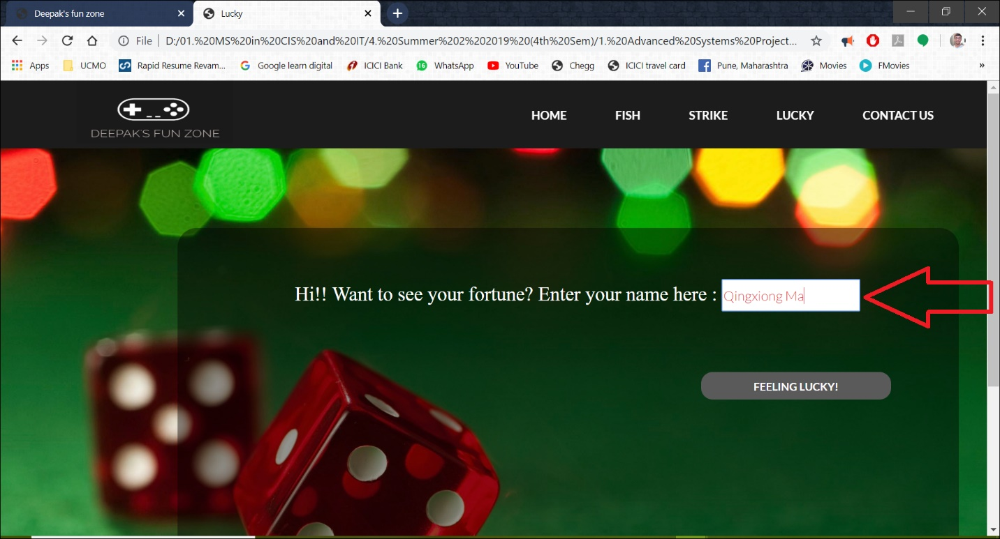 Deepak's fun zone
Lucky
File | D:/01.%20MS%20in%20CIS%20and%20IT/4.%20Summer%202%202019%20(4th%20Sem)/1.%20Advanced%20Systems%20Project...
Apps UCMO Rapid Resume Revam... Google learn digital ICICI Bank 16 WhatsApp YouTube Chegg ICICI travel card Pune, Maharashtra Movies FMovies »
DEEPAK'S FUN ZONE
HOME FISH STRIKE LUCKY CONTACT US
Hi!! Want to see your fortune? Enter your name here : Qingxiong Ma
FEELING LUCKY!